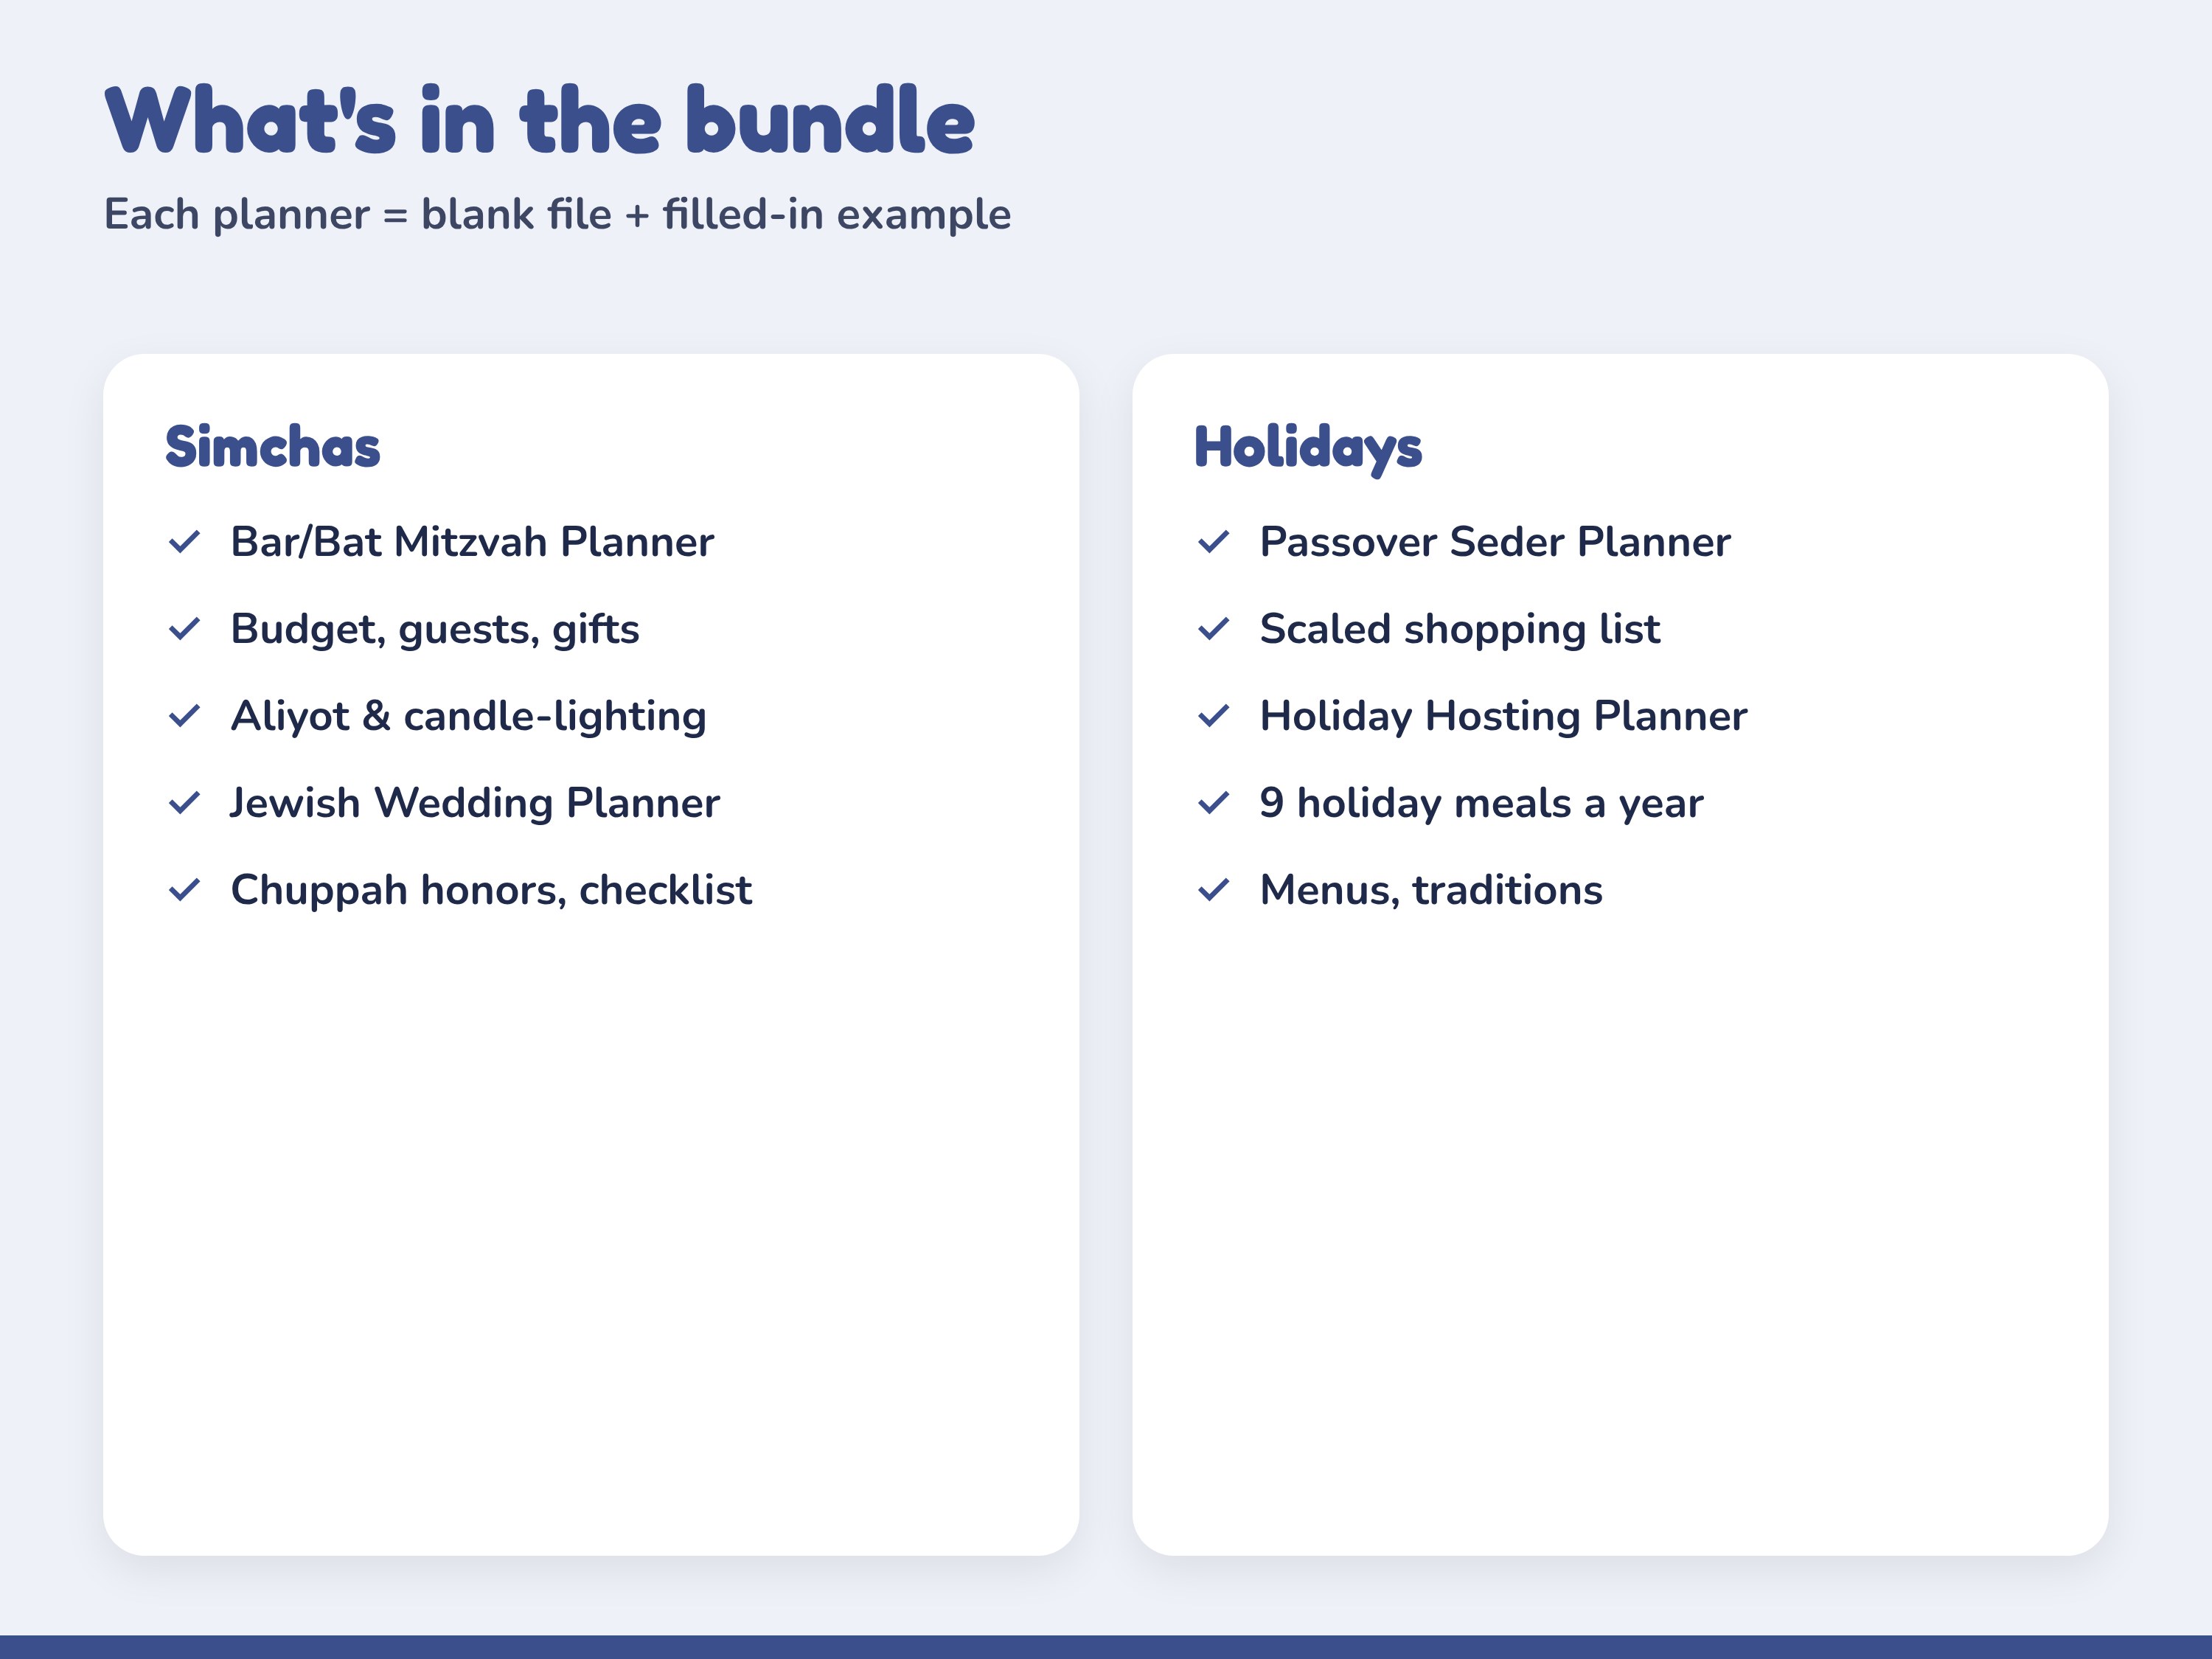 What's in the bundle
Each planner = blank file + filled-in example
Simchas
Bar/Bat Mitzvah Planner
Budget, guests, gifts
Aliyot & candle-lighting
Jewish Wedding Planner
Chuppah honors, checklist
Holidays
Passover Seder Planner
Scaled shopping list
Holiday Hosting Planner
9 holiday meals a year
Menus, traditions